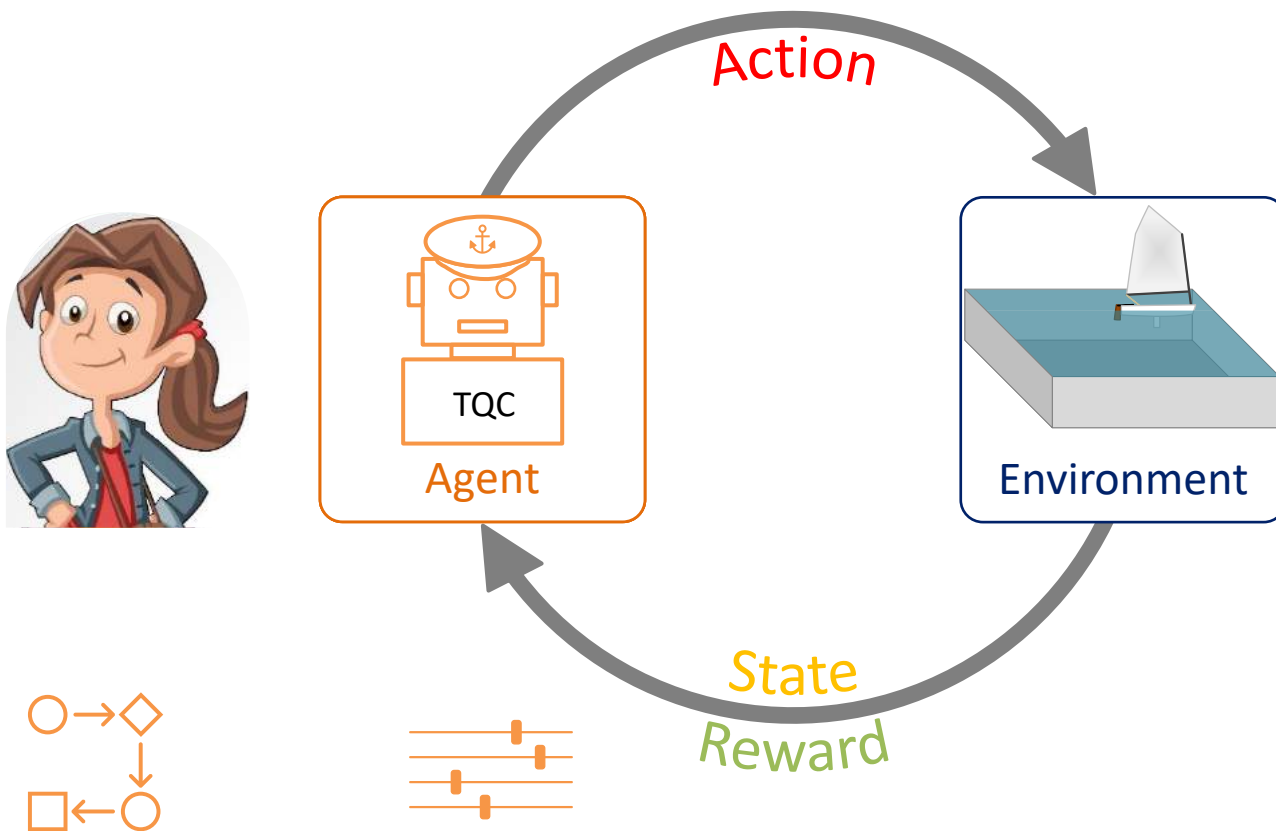 Action
TQC
Agent
Environment
State
Reward